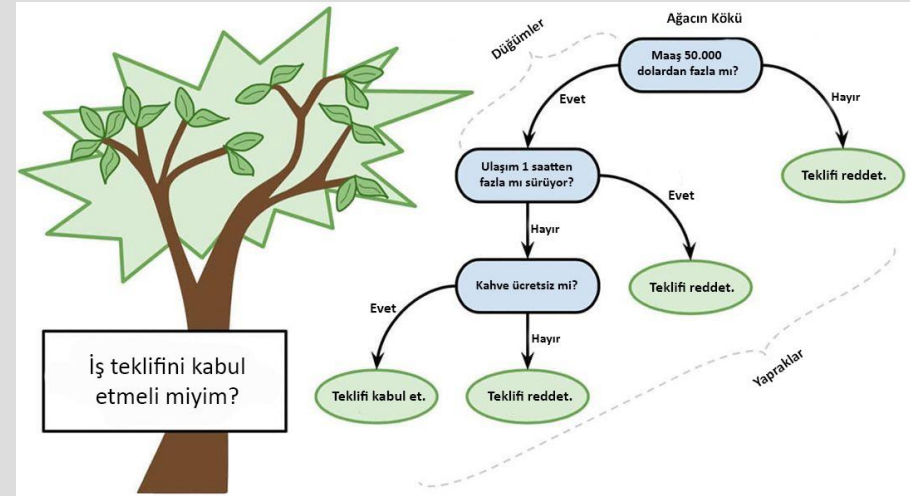 Ağacın Kökü
Düğümler
Maaş 50.000
dolardan fazla mı?
Evet
Hayır
Ulaşım 1 saatten
fazla mı sürüyor?
Teklifi reddet.
Evet
Hayır
Kahve ücretsiz mi?
Teklifi reddet.
Evet
Hayır
İş teklifini kabul
etmeli miyim?
Teklifi kabul et.
Teklifi reddet.
Yapraklar